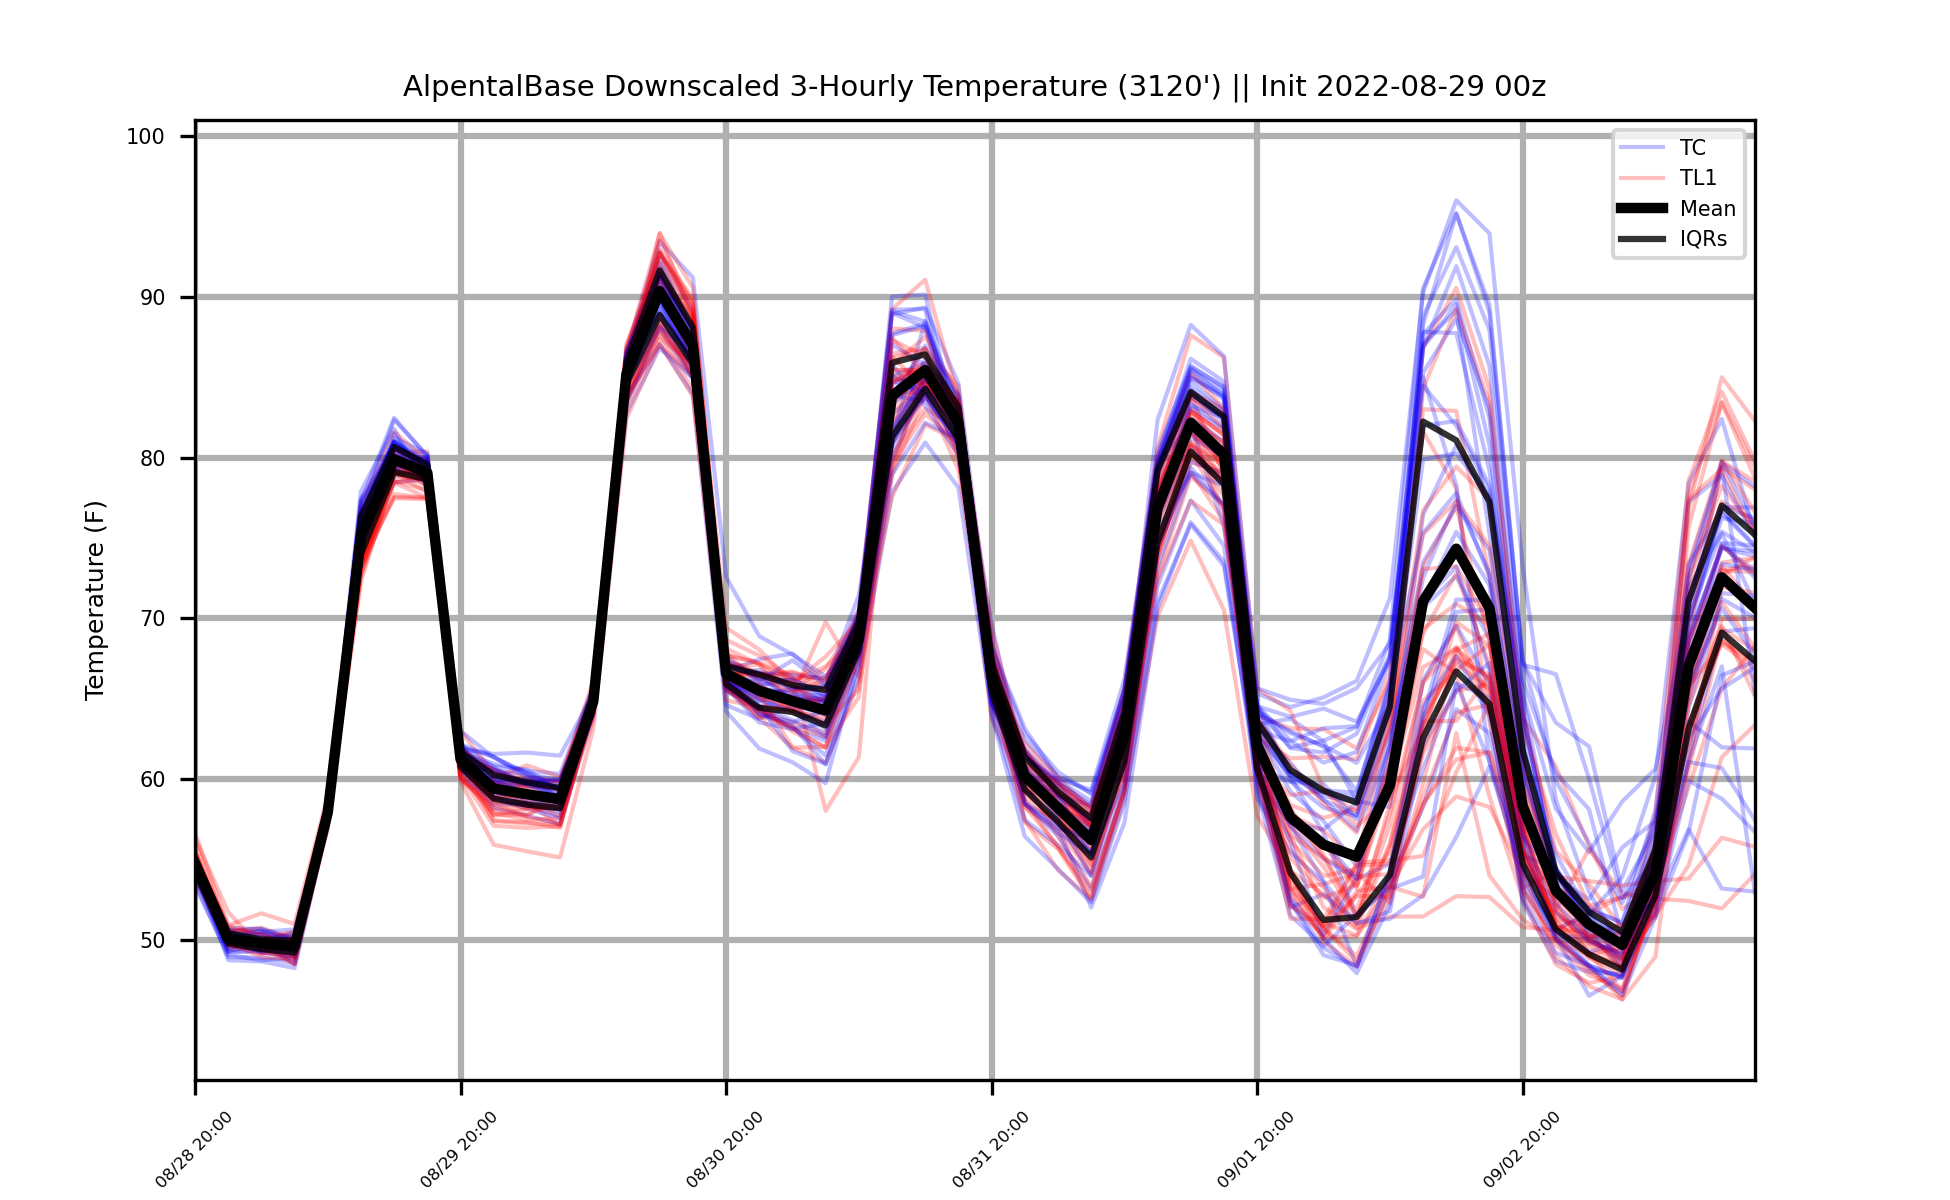 AlpentalBase Downscaled 3-Hourly Temperature (3120') || Init 2022-08-29 00z
TC
TL1
Mean
IQRs
Temperature (F)
100
90
80
70
60
50
08/28 20:00
08/29 20:00
08/30 20:00
08/31 20:00
09/01 20:00
09/02 20:00